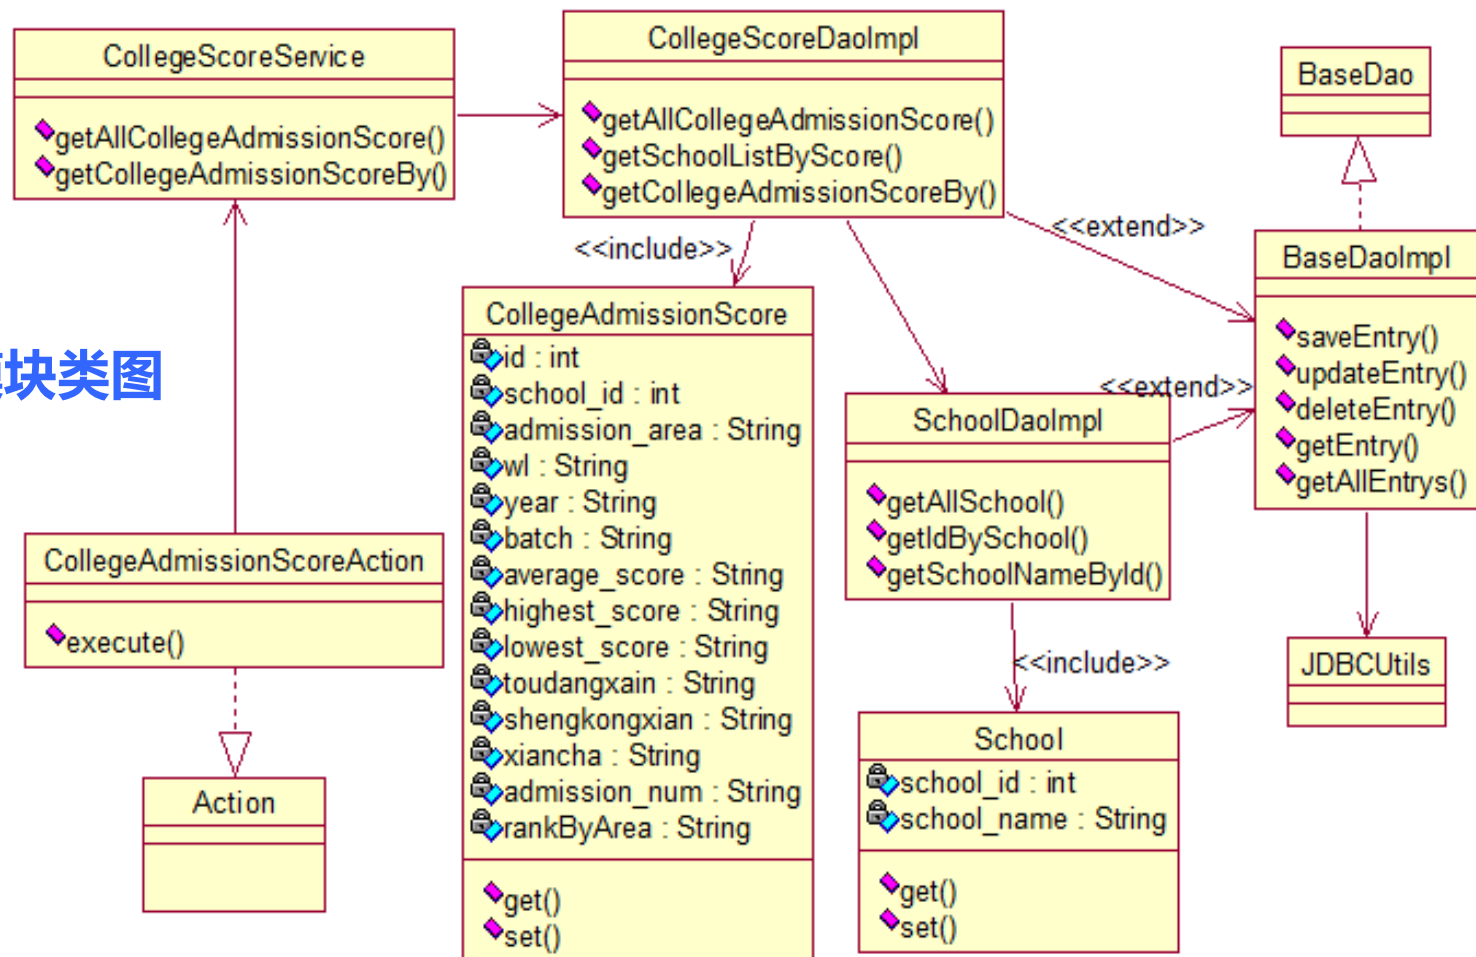 CollegeScoreService
getAllCollegeAdmissionScore()
getCollegeAdmissionScoreBy()
CollegeScoreDaoImpl
getAllCollegeAdmissionScore()
getSchoolListByScore()
getCollegeAdmissionScoreBy()
BaseDao
<<include>>
<<extend>>
BaseDaoImpl
saveEntry()
updateEntry()
deleteEntry()
getEntry()
getAllEntrys()
块类图
CollegeAdmissionScore
id : int
school_id : int
admission_area : String
wl : String
year : String
batch : String
average_score : String
highest_score : String
lowest_score : String
toudangxain : String
shengkongxian : String
xiancha : String
admission_num : String
rankByArea : String
get()
set()
<<extend>>
SchoolDaoImpl
getAllSchool()
getIdBySchool()
getSchoolNameById()
CollegeAdmissionScoreAction
execute()
<<include>>
JDBCUtils
School
school_id : int
school_name : String
get()
set()
Action